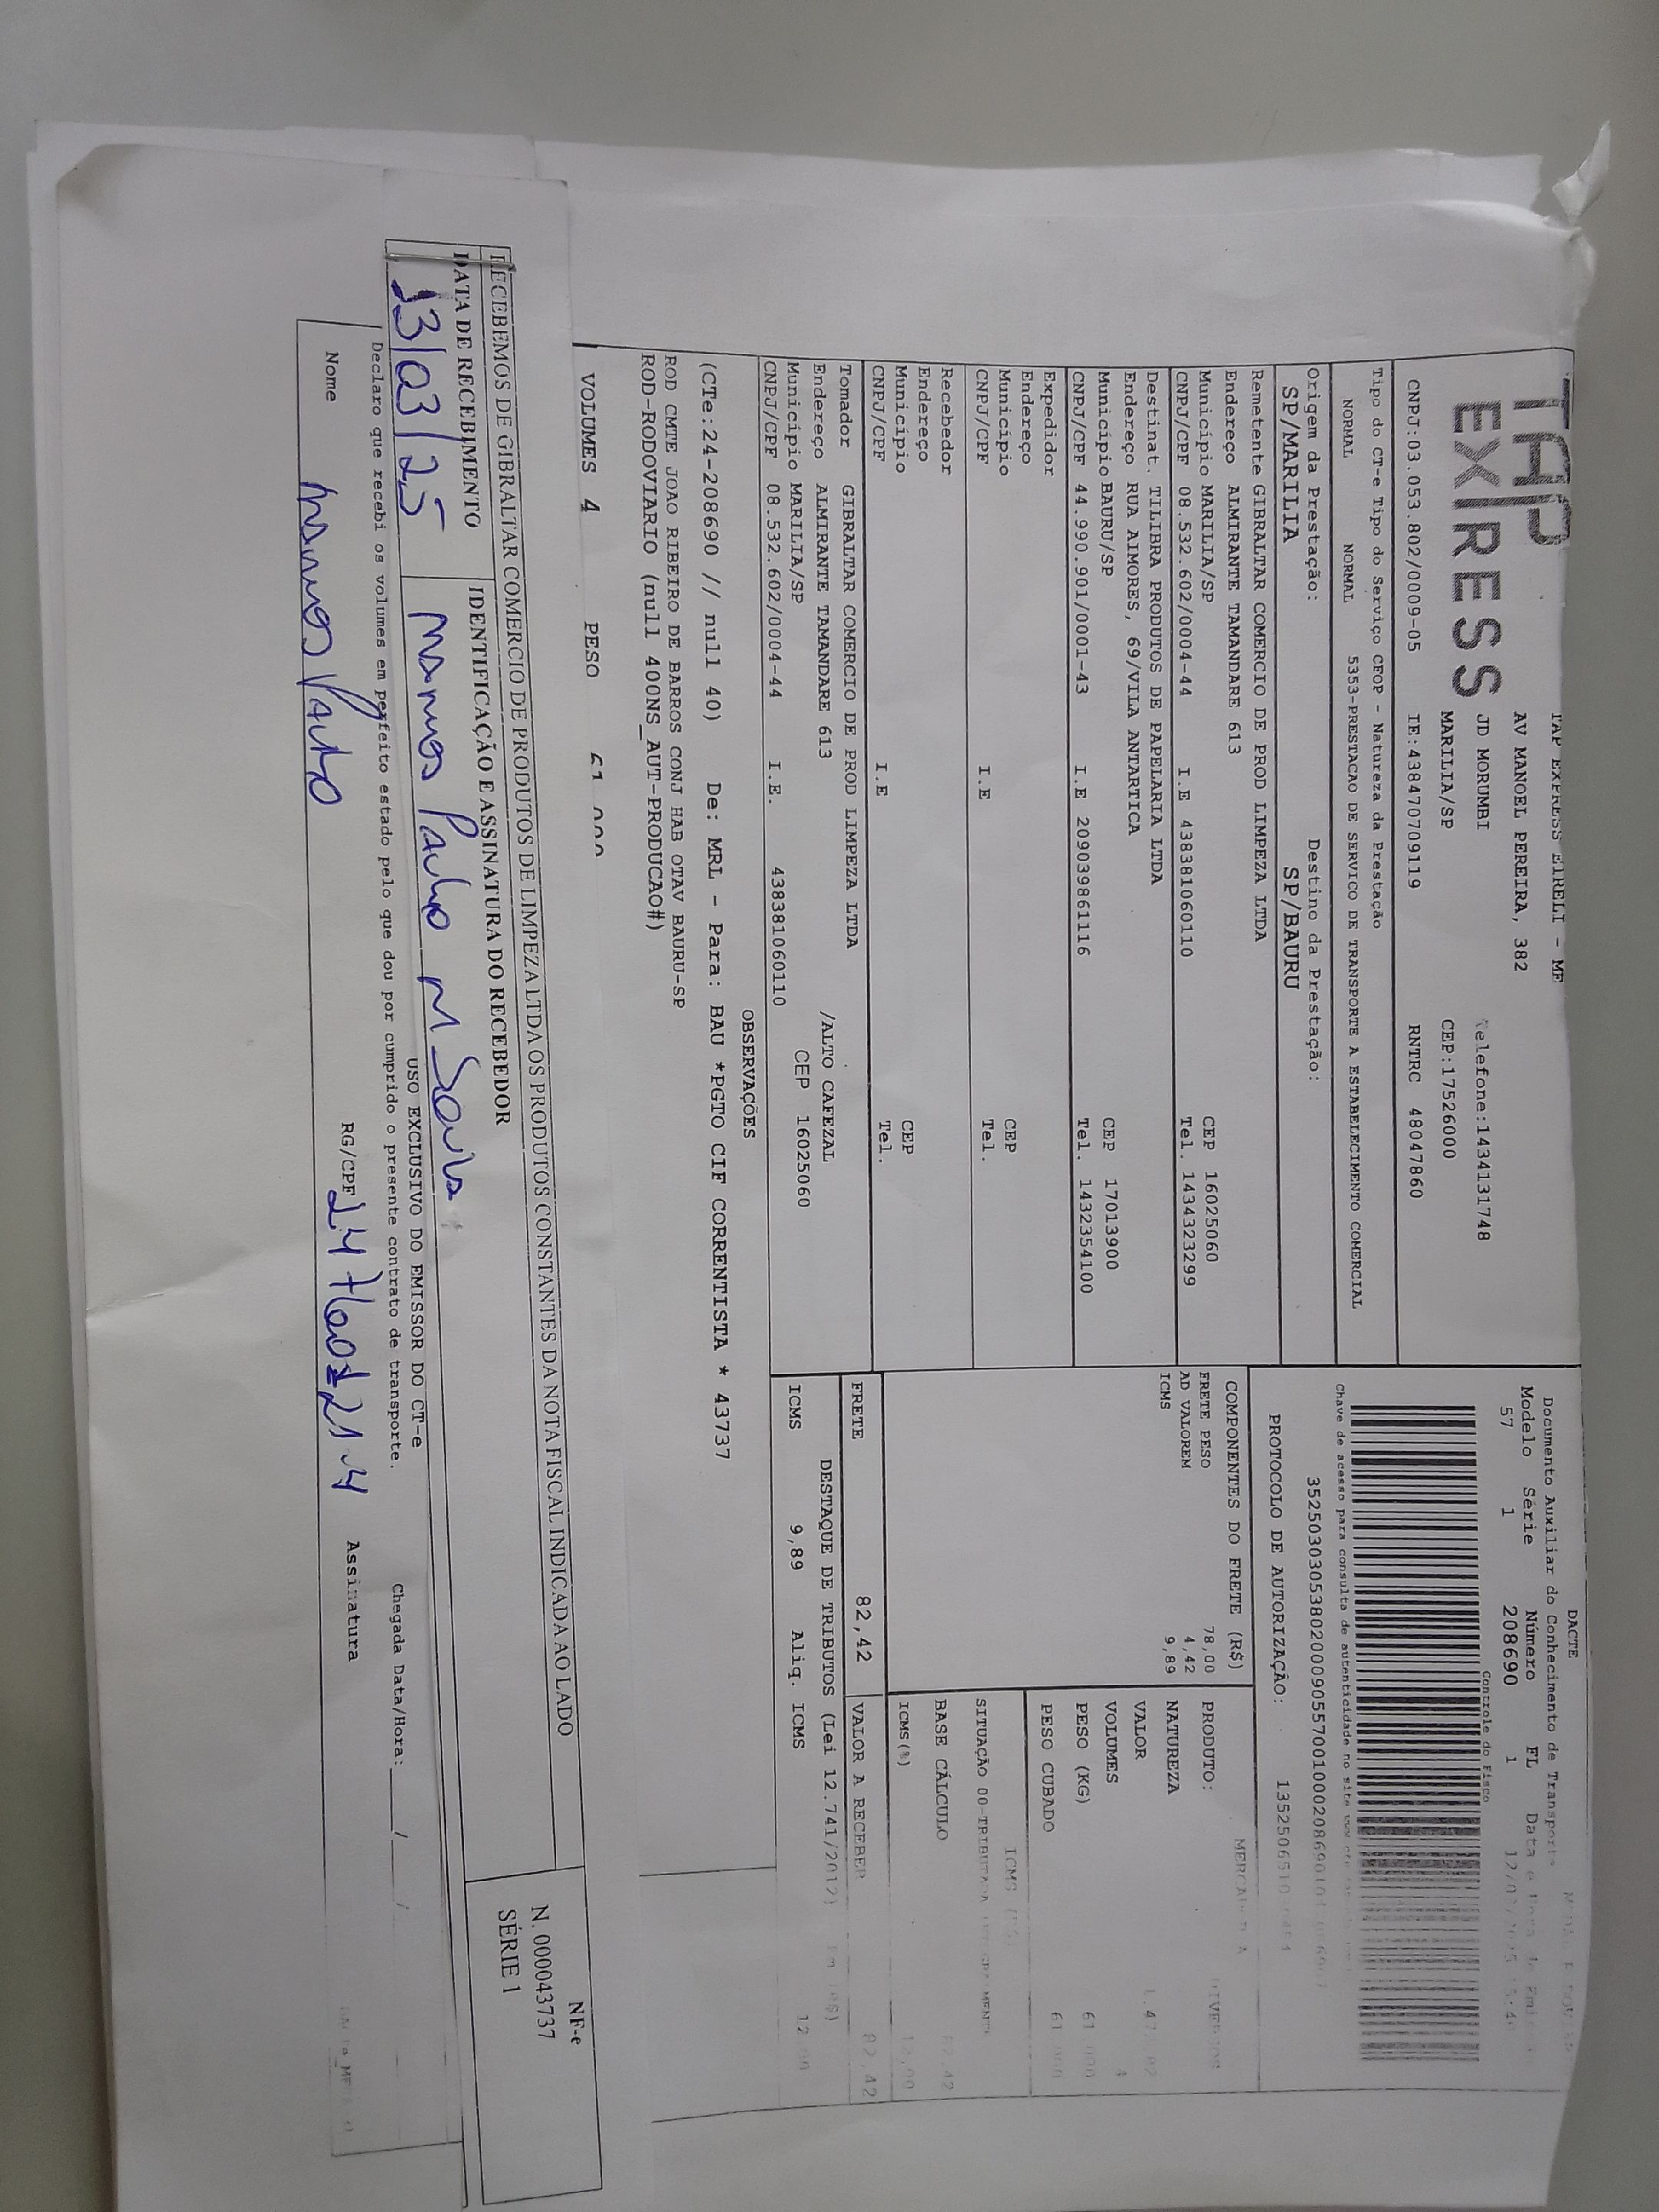 TAP
EXPRESS
TAP EXPRESS EIRELI - ME
AV MANOEL PEREIRA, 382
JD MORUMBI Telefone:1434131748
MARILIA/SP CEP:17526000
CNPJ:03.053.802/0009-05 IE:438470709119 RNTRC 48047860
Tipo do CT-e Tipo do Serviço CFOP - Natureza da Prestação
NORMAL NORMAL 5353-PRESTACAO DE SERVICO DE TRANSPORTE A ESTABELECIMENTO COMERCIAL
Origem da Prestação: Destino da Prestação:
SP/MARILIA SP/BAURU
Remetente GIBRALTAR COMERCIO DE PROD LIMPEZA LTDA
Endereço ALMIRANTE TAMANDARE 613
Município MARILIA/SP CEP 16025060
CNPJ/CPF 08.532.602/0004-44 I.E 438381060110 Tel. 1434323299
Destinat. TILIBRA PRODUTOS DE PAPELARIA LTDA
Endereço RUA AIMORES, 69/VILA ANTARTICA
Município BAURU/SP CEP 17013900
CNPJ/CPF 44.990.901/0001-43 I.E 209039861116 Tel. 1432354100
Expedidor
Endereço
Município CEP
CNPJ/CPF I.E Tel.
Recebedor
Endereço
Município CEP
CNPJ/CPF I.E Tel.
Tomador GIBRALTAR COMERCIO DE PROD LIMPEZA LTDA
Endereço ALMIRANTE TAMANDARE 613 /ALTO CAFEZAL
Município MARILIA/SP CEP 16025060
CNPJ/CPF 08.532.602/0004-44 I.E. 438381060110
DACTE
Documento Auxiliar do Conhecimento de Transporte
Modelo Série Número FL Data e Hora de
57 1 208690 1
Controle do Fisco
Chave de acesso para consulta de autenticidade no site
PROTOCOLO DE AUTORIZAÇÃO:
COMPONENTES DO FRETE (R$)
FRETE PESO 78,00
AD VALOREM 4,42
ICMS 9,89
PRODUTO:
NATUREZA
VALOR
VOLUMES 4
PESO (KG)
PESO CUBADO
ICMS
SITUAÇÃO 00-TRIBUTADA
BASE CÁLCULO
ICMS(%)
FRETE 82,42 VALOR A RECEBER 82,42
DESTAQUE DE TRIBUTOS (Lei 12.741/2012)
ICMS 9,89 Aliq. ICMS
OBSERVAÇÕES
(CTe:24-208690 // null 40) De: MRL - Para: BAU *PGTO CIF CORRENTISTA * 43737
ROD CMTE JOAO RIBEIRO DE BARROS CONJ HAB OTAV BAURU-SP
ROD-RODOVIARIO (null 400NS_AUT-PRODUCAO#)
VOLUMES 4 PESO
RECEBEMOS DE GIBRALTAR COMERCIO DE PRODUTOS DE LIMPEZA LTDA OS PRODUTOS CONSTANTES DA NOTA FISCAL INDICADA AO LADO
DATA DE RECEBIMENTO IDENTIFICAÇÃO E ASSINATURA DO RECEBEDOR
13/03/25
NF-e
N. 000043737
SÉRIE 1
USO EXCLUSIVO DO EMISSOR DO CT-e
Declaro que recebi os volumes em perfeito estado pelo que dou por cumprido o presente contrato de transporte. Chegada Data/Hora:
Nome RG/CPF Assinatura